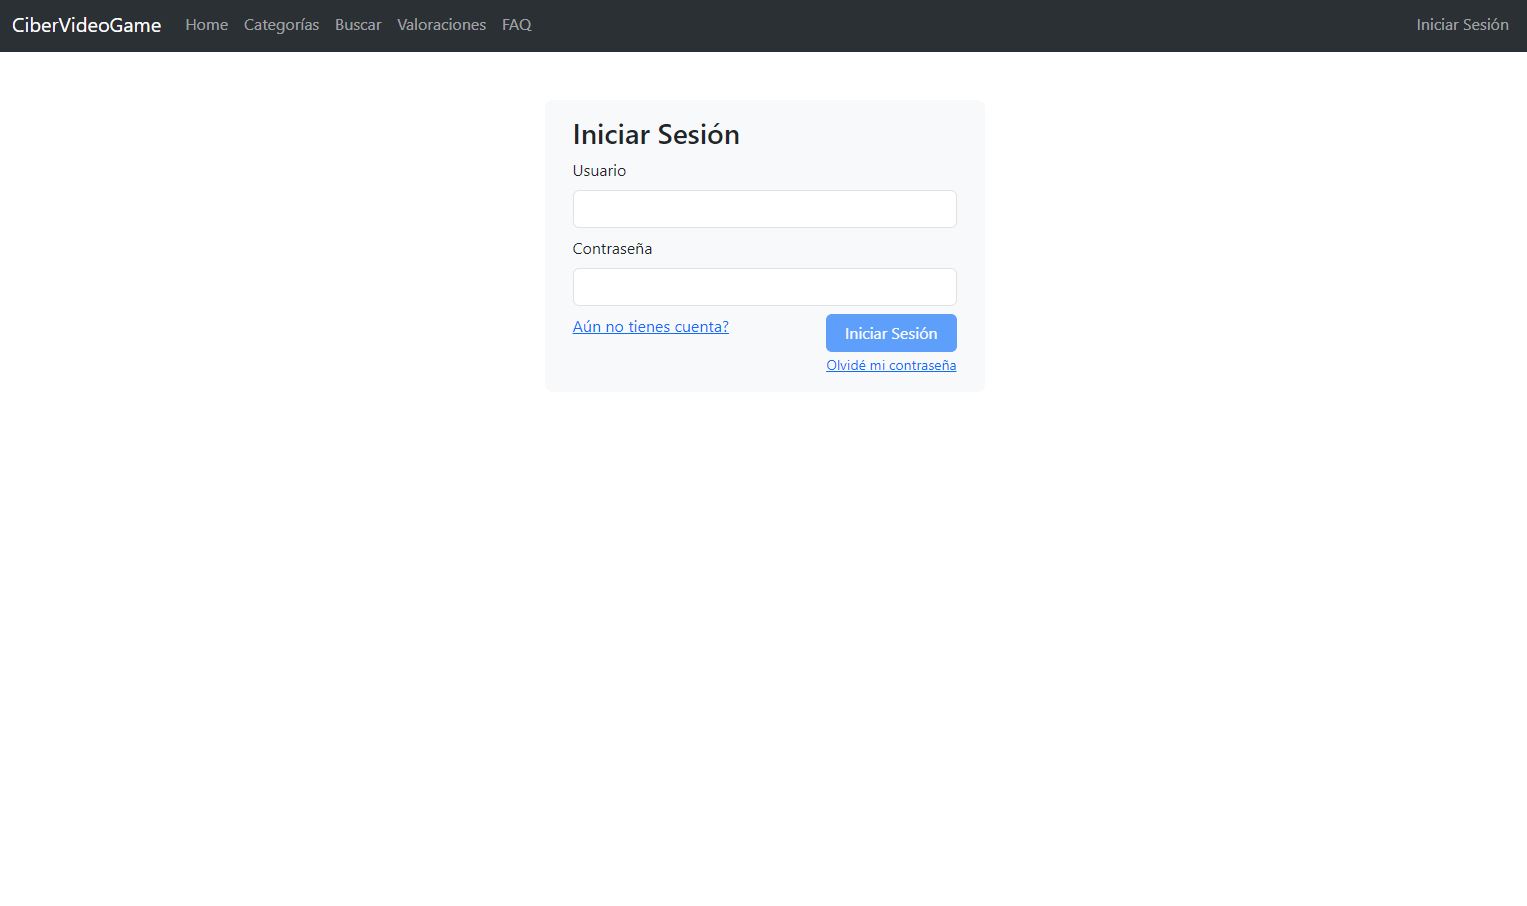 CiberVideoGame Home Categorías Buscar Valoraciones FAQ Iniciar Sesión
Iniciar Sesión
Usuario
Contraseña
Aún no tienes cuenta? Iniciar Sesión
Olvidé mi contraseña